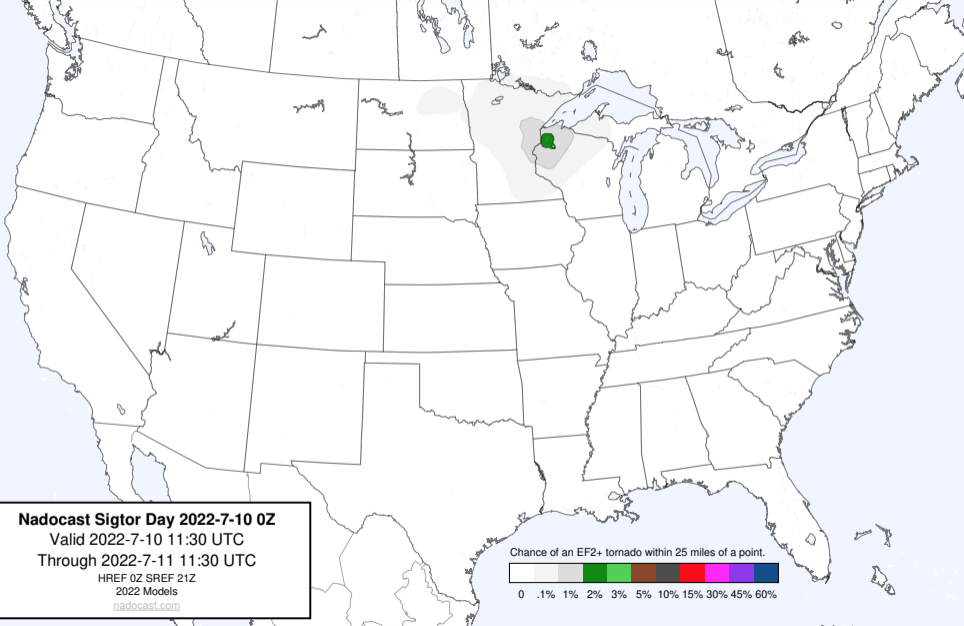 Nadocast Sigtor Day 2022-7-10 0Z
Valid 2022-7-10 11:30 UTC
Through 2022-7-11 11:30 UTC
HREF 0Z SREF 21Z
2022 Models
nadocast.com
Chance of an EF2+ tornado within 25 miles of a point.
0 .1% 1% 2% 3% 5% 10% 15% 30% 45% 60%